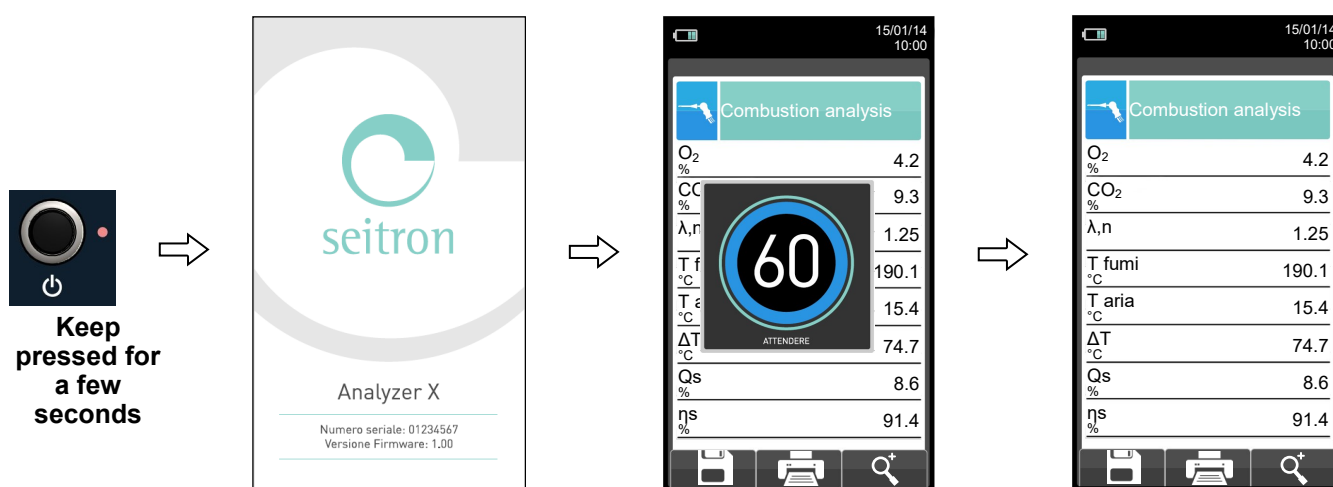 Keep
pressed for
a few
seconds
seitron
Analyzer X
Numero seriale: 01234567
Versione Firmware: 1.00
15/01/14
10:00
Combustion analysis
O2
% 4.2
CO
% 9.3
λ,n 1.25
T f
°C 190.1
T a
°C 15.4
ΔT
°C 74.7
Qs
% 8.6
ηs
% 91.4
60
ATTENDERE
15/01/14
10:00
Combustion analysis
O2
% 4.2
CO2
% 9.3
λ,n 1.25
T fumi
°C 190.1
T aria
°C 15.4
ΔT
°C 74.7
Qs
% 8.6
ηs
% 91.4